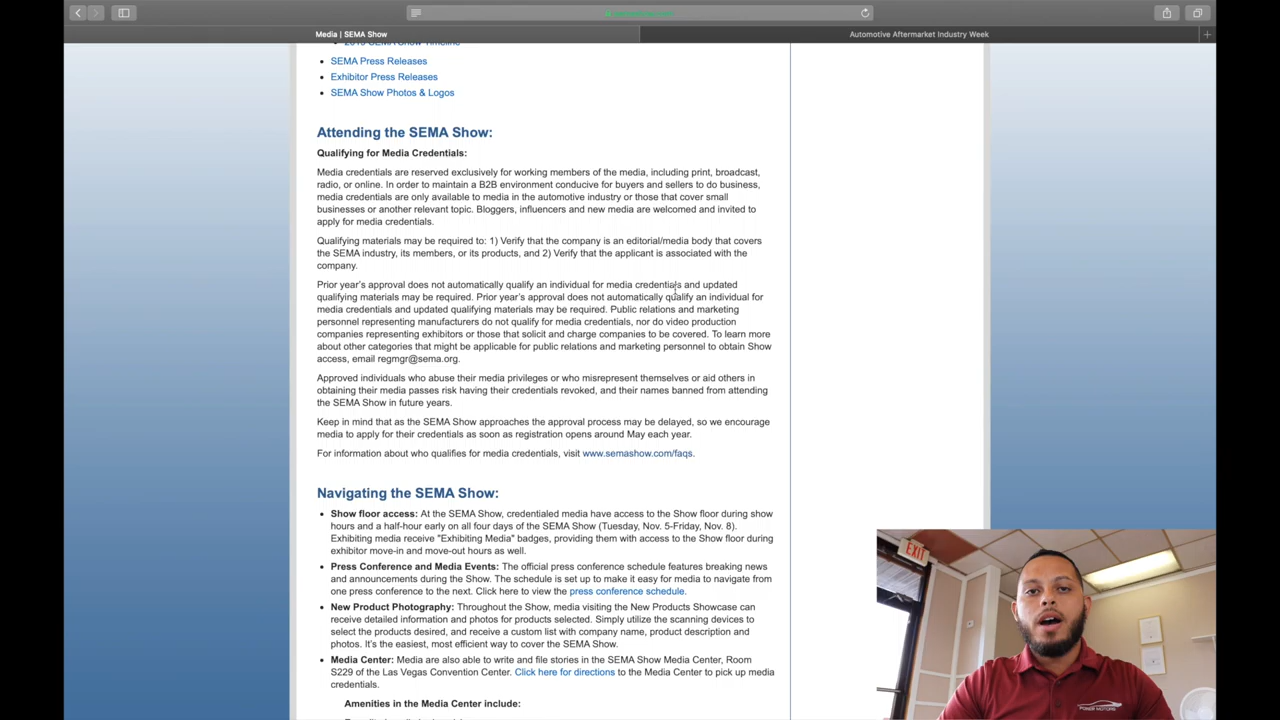 Media | SEMA Show
Automotive Aftermarket Industry Week
SEMA Press Releases
Exhibitor Press Releases
SEMA Show Photos & Logos
Attending the SEMA Show:
Qualifying for Media Credentials:
Media credentials are reserved exclusively for working members of the media, including print, broadcast,
radio, or online. In order to maintain a B2B environment conducive for buyers and sellers to do business,
media credentials are only available to media in the automotive industry or those that cover small
businesses or another relevant topic. Bloggers, influencers and new media are welcomed and invited to
apply for media credentials.
Qualifying materials may be required to: 1) Verify that the company is an editorial/media body that covers
the SEMA industry, its members, or its products, and 2) Verify that the applicant is associated with the
company.
Prior year's approval does not automatically qualify an individual for media credentials and updated
qualifying materials may be required. Prior year's approval does not automatically qualify an individual for
media credentials and updated qualifying materials may be required. Public relations and marketing
personnel representing manufacturers do not qualify for media credentials, nor do video production
companies representing exhibitors or those that solicit and charge companies to be covered. To learn more
about other categories that might be applicable for public relations and marketing personnel to obtain Show
access, email regmgr@sema.org.
Approved individuals who abuse their media privileges or who misrepresent themselves or aid others in
obtaining their media passes risk having their credentials revoked, and their names banned from attending
the SEMA Show in future years.
Keep in mind that as the SEMA Show approaches the approval process may be delayed, so we encourage
media to apply for their credentials as soon as registration opens around May each year.
For information about who qualifies for media credentials, visit www.semashow.com/faqs.
Navigating the SEMA Show:
Show floor access: At the SEMA Show, credentialed media have access to the Show floor during show
hours and a half-hour early on all four days of the SEMA Show (Tuesday, Nov. 5-Friday, Nov. 8).
Exhibiting media receive "Exhibiting Media" badges, providing them with access to the Show floor during
exhibitor move-in and move-out hours as well.
Press Conference and Media Events: The official press conference schedule features breaking news
and announcements during the Show. The schedule is set up to make it easy for media to navigate from
one press conference to the next. Click here to view the press conference schedule.
New Product Photography: Throughout the Show, media visiting the New Products Showcase can
receive detailed information and photos for products selected. Simply utilize the scanning devices to
select the products desired, and receive a custom list with company name, product description and
photos. It's the easiest, most efficient way to cover the SEMA Show.
Media Center: Media are also able to write and file stories in the SEMA Show Media Center, Room
S229 of the Las Vegas Convention Center. Click here for directions to the Media Center to pick up media
credentials.
Amenities in the Media Center include:
EXIT
POWER MOTORS